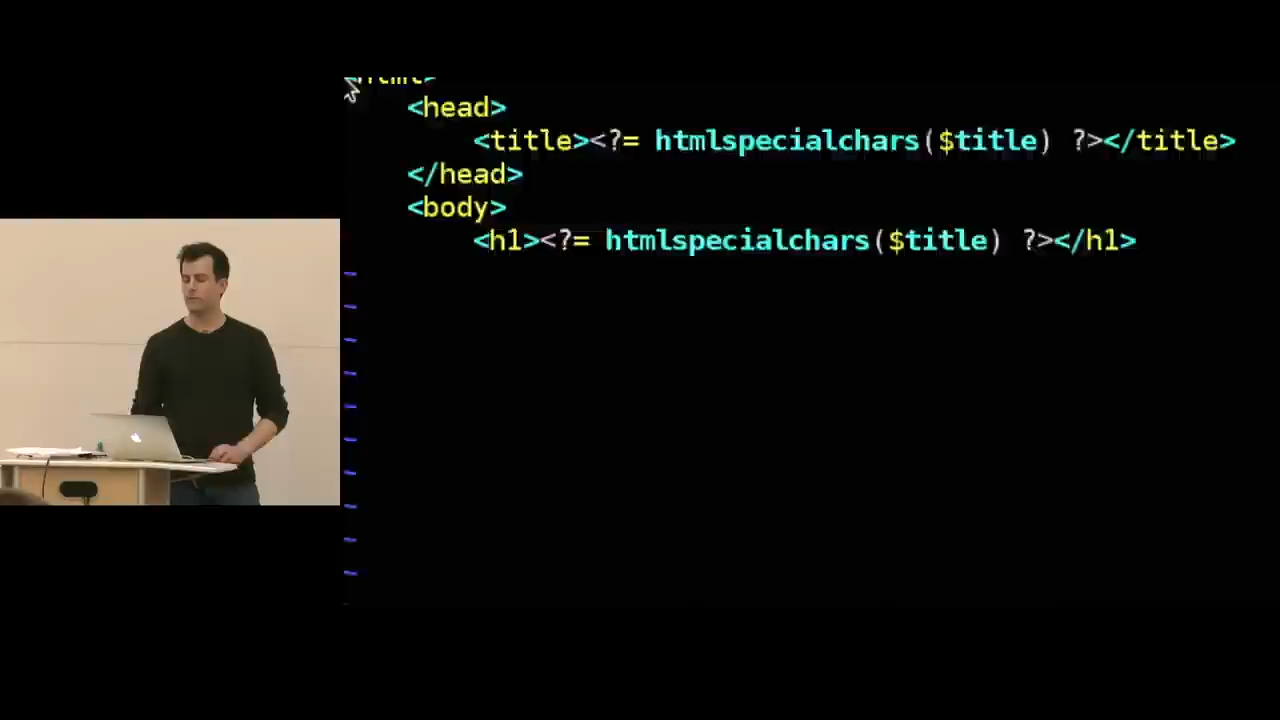 <head>
<title><?= htmlspecialchars($title) ?></title>
</head>
<body>
<h1><?= htmlspecialchars($title) ?></h1>
~
~
~
~
~
~
~
~
~
~